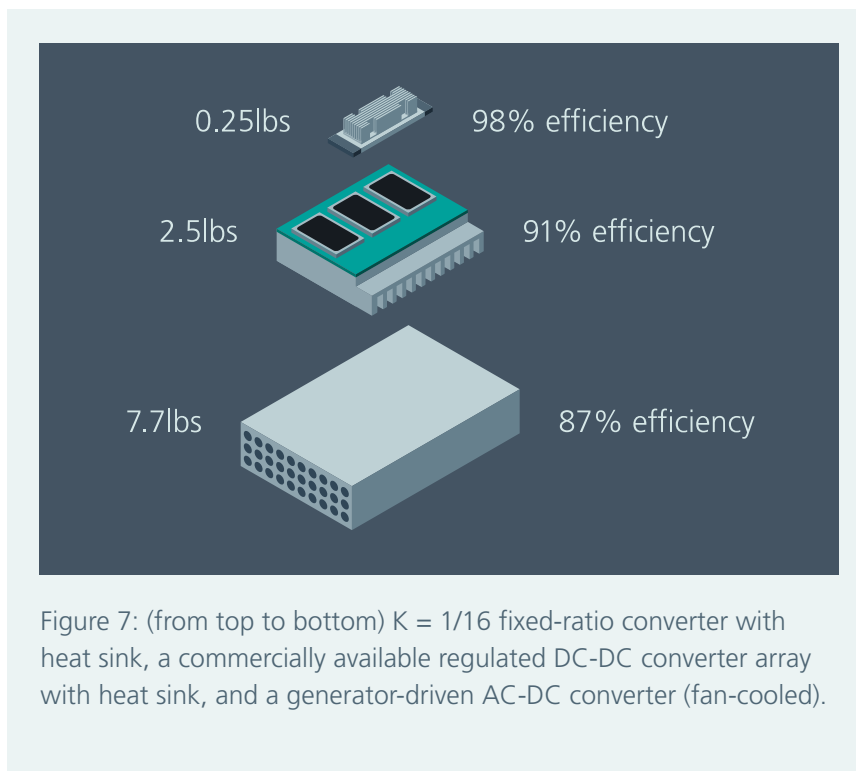 0.25lbs 98% efficiency
2.5lbs 91% efficiency
7.7lbs 87% efficiency
Figure 7: (from top to bottom) K = 1/16 fixed-ratio converter with
heat sink, a commercially available regulated DC-DC converter array
with heat sink, and a generator-driven AC-DC converter (fan-cooled).